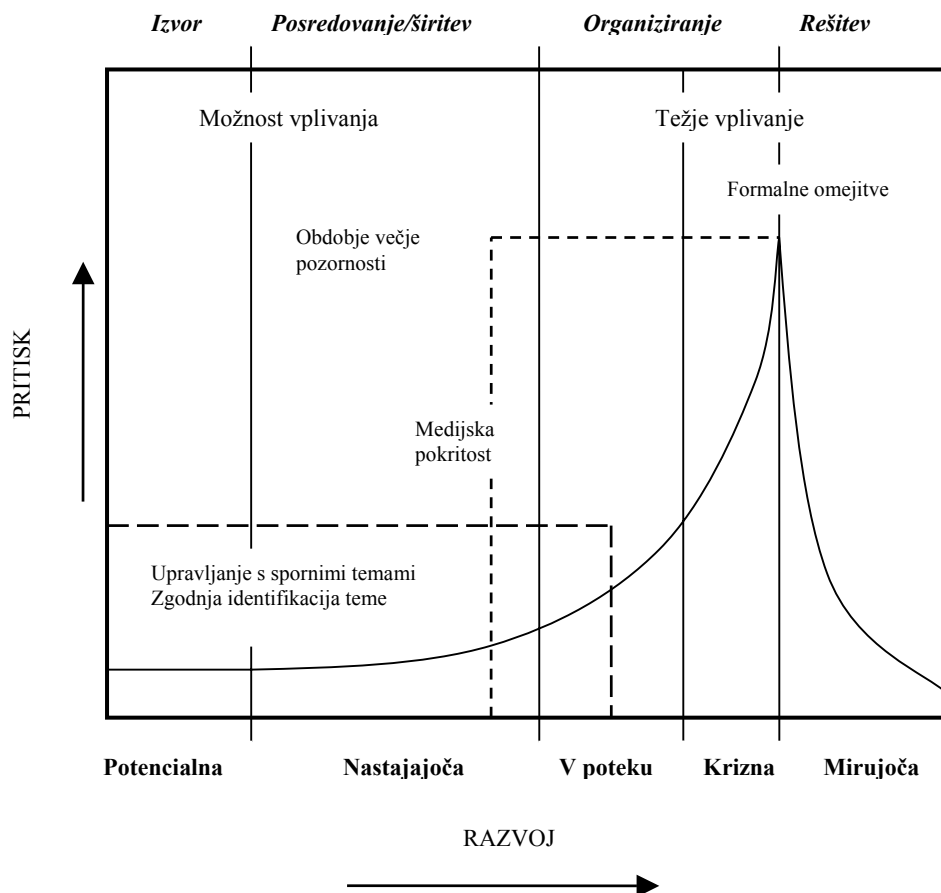 Izvor Posredovanje/širitev Organiziranje Rešitev
Možnost vplivanja Težje vplivanje
Formalne omejitve
Obdobje večje
pozornosti
PRITISK
Medijska
pokritost
Upravljanje s spornimi temami
Zgodnja identifikacija teme
Potencialna Nastajajoča V poteku Krizna Mirujoča
RAZVOJ